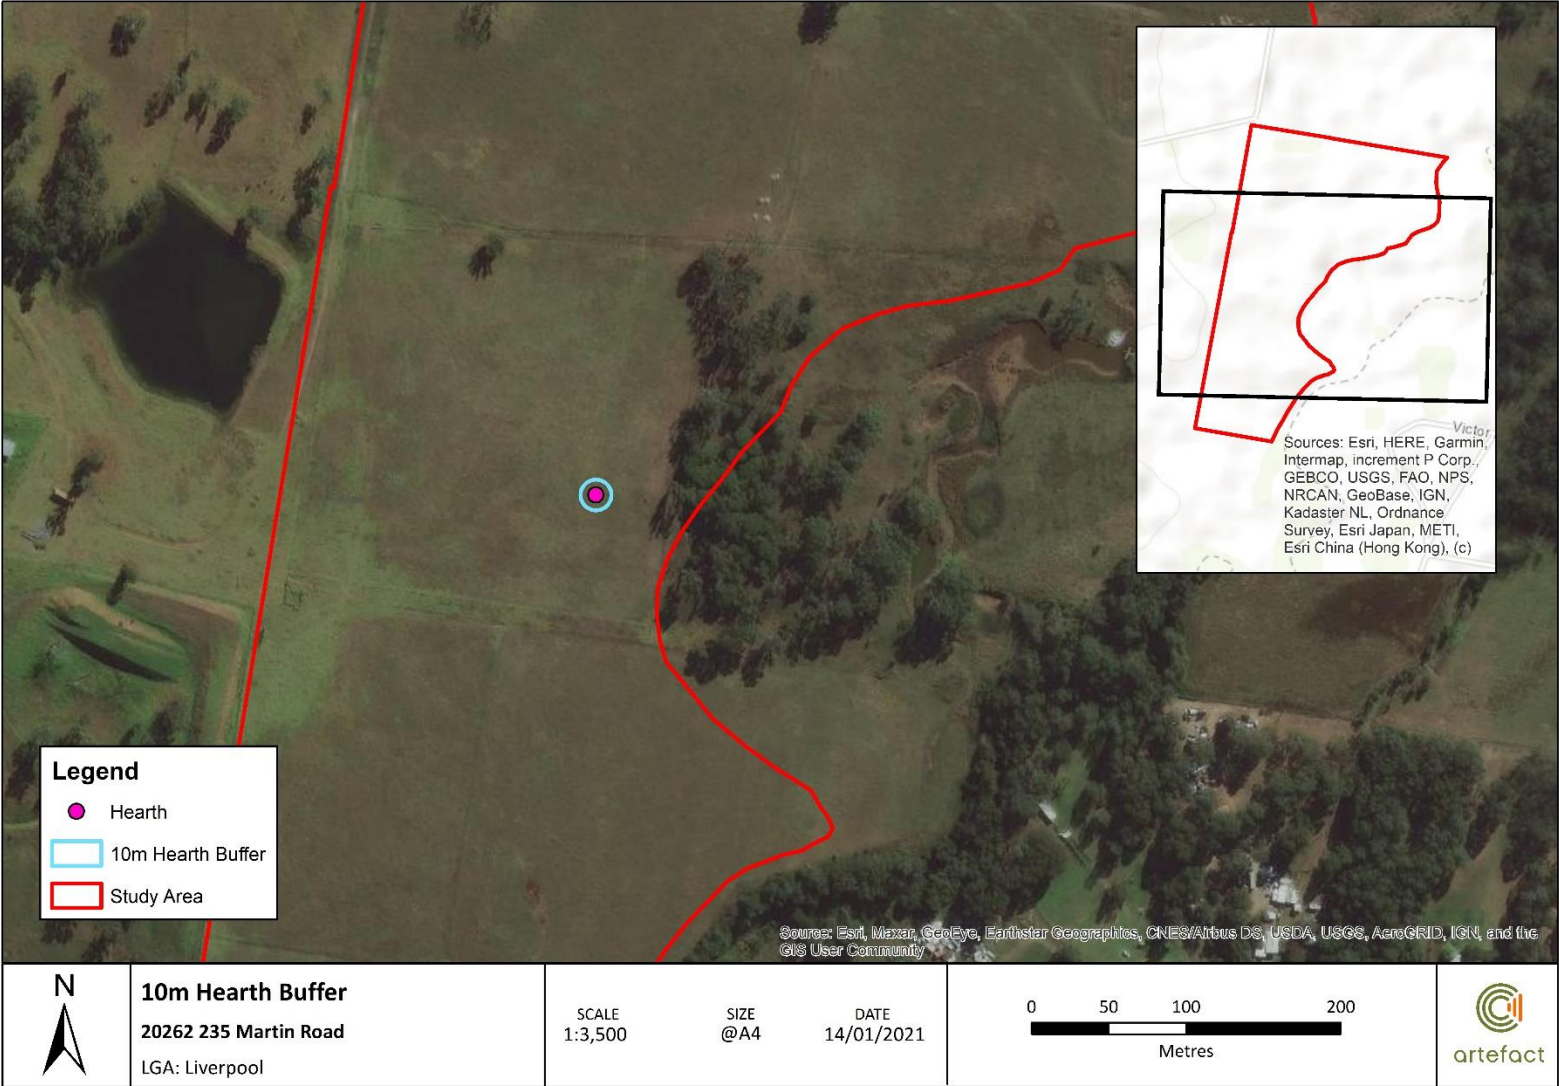 Victor
Sources: Esri, HERE, Garmin,
Intermap, increment P Corp.,
GEBCO, USGS, FAO, NPS,
NRCAN, GeoBase, IGN,
Kadaster NL, Ordnance
Survey, Esri Japan, METI,
Esri China (Hong Kong), (c)
Legend
Hearth
10m Hearth Buffer
Study Area
Source: Esri, Maxar, GeoEye, Earthstar Geographics, CNES/Airbus DS, USDA, USGS, AeroGRID, IGN, and the
GIS User Community
N
10m Hearth Buffer
20262 235 Martin Road
LGA: Liverpool
SCALE
1:3,500
SIZE
@A4
DATE
14/01/2021
0 50 100 200
Metres
artefact